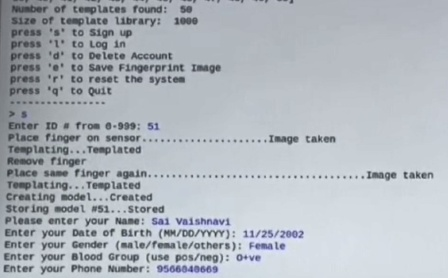 Number of templates found:  50
Size of template library:  1000
press 's' to Sign up
press 'l' to Log in
press 'd' to Delete Account
press 'e' to Save Fingerprint Image
press 'r' to reset the system
press 'q' to Quit
----------------
> s
Enter ID # from 0-999: 51
Place finger on sensor.....................Image taken
Templating...Templated
Remove finger
Place same finger again....................................Image taken
Templating...Templated
Creating model...Created
Storing model #51...Stored
Please enter your Name: Sai Vaishnavi
Enter your Date of Birth (MM/DD/YYYY): 11/25/2002
Enter your Gender (male/female/others): Female
Enter your Blood Group (use pos/neg): O+ve
Enter your Phone Number: 9566040669